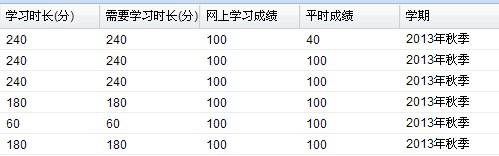 学习时长(分) 需要学习时长(分) 网上学习成绩 平时成绩 学期
240 240 100 40 2013年秋季
240 240 100 100 2013年秋季
240 240 100 100 2013年秋季
180 180 100 100 2013年秋季
60 60 100 100 2013年秋季
180 180 100 100 2013年秋季